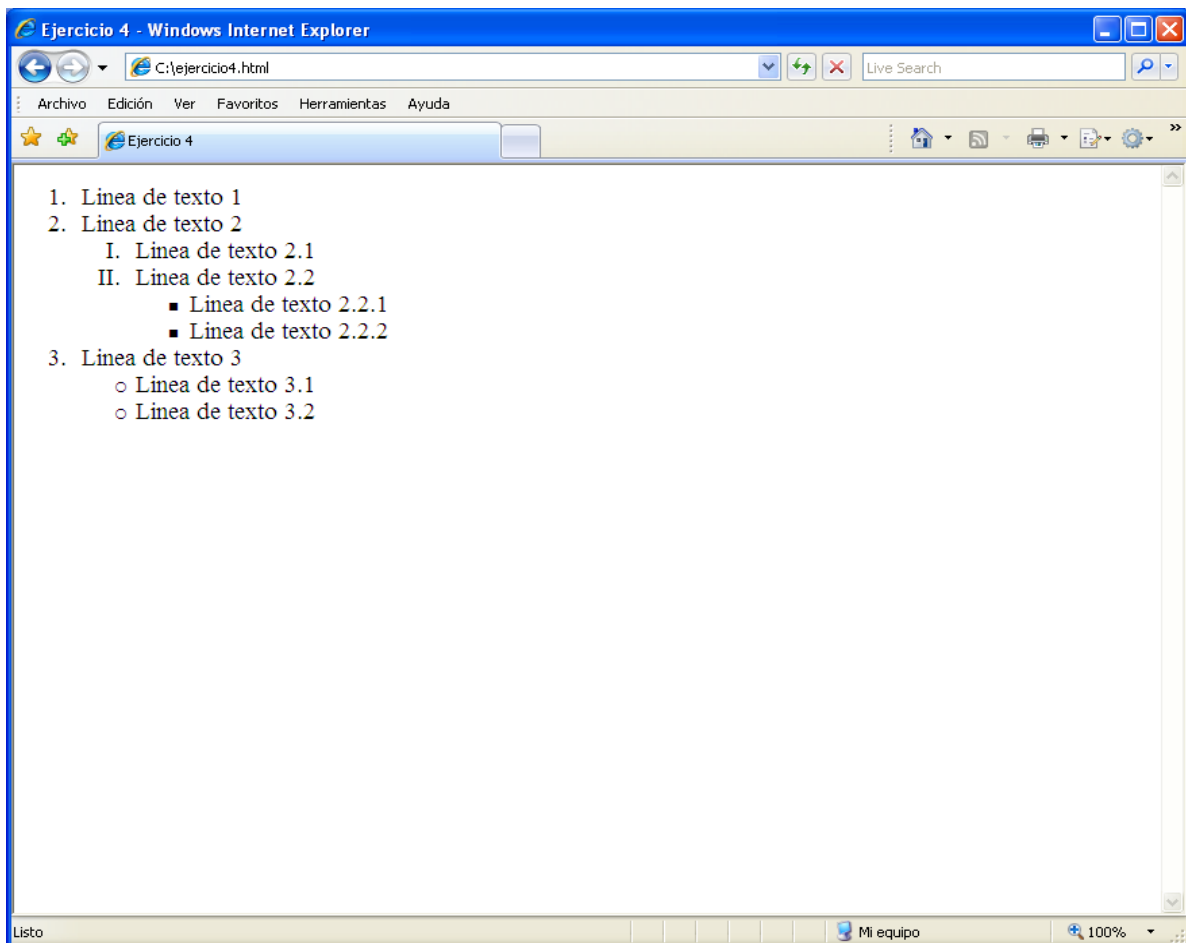 Ejercicio 4 - Windows Internet Explorer
C:\ejercicio4.html
Live Search
Archivo Edición Ver Favoritos Herramientas Ayuda
Ejercicio 4
1. Linea de texto 1
2. Linea de texto 2
I. Linea de texto 2.1
II. Linea de texto 2.2
▪ Linea de texto 2.2.1
▪ Linea de texto 2.2.2
3. Linea de texto 3
○ Linea de texto 3.1
○ Linea de texto 3.2
Listo
Mi equipo
100%